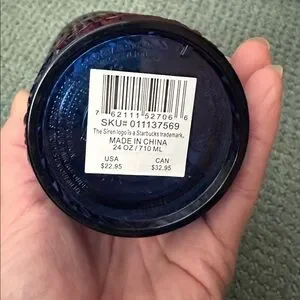 7 62111 52706 6
SKU# 011137569
The Siren logo is a Starbucks trademark.
MADE IN CHINA
24 OZ / 710 ML
USA CAN
$22.95 $32.95